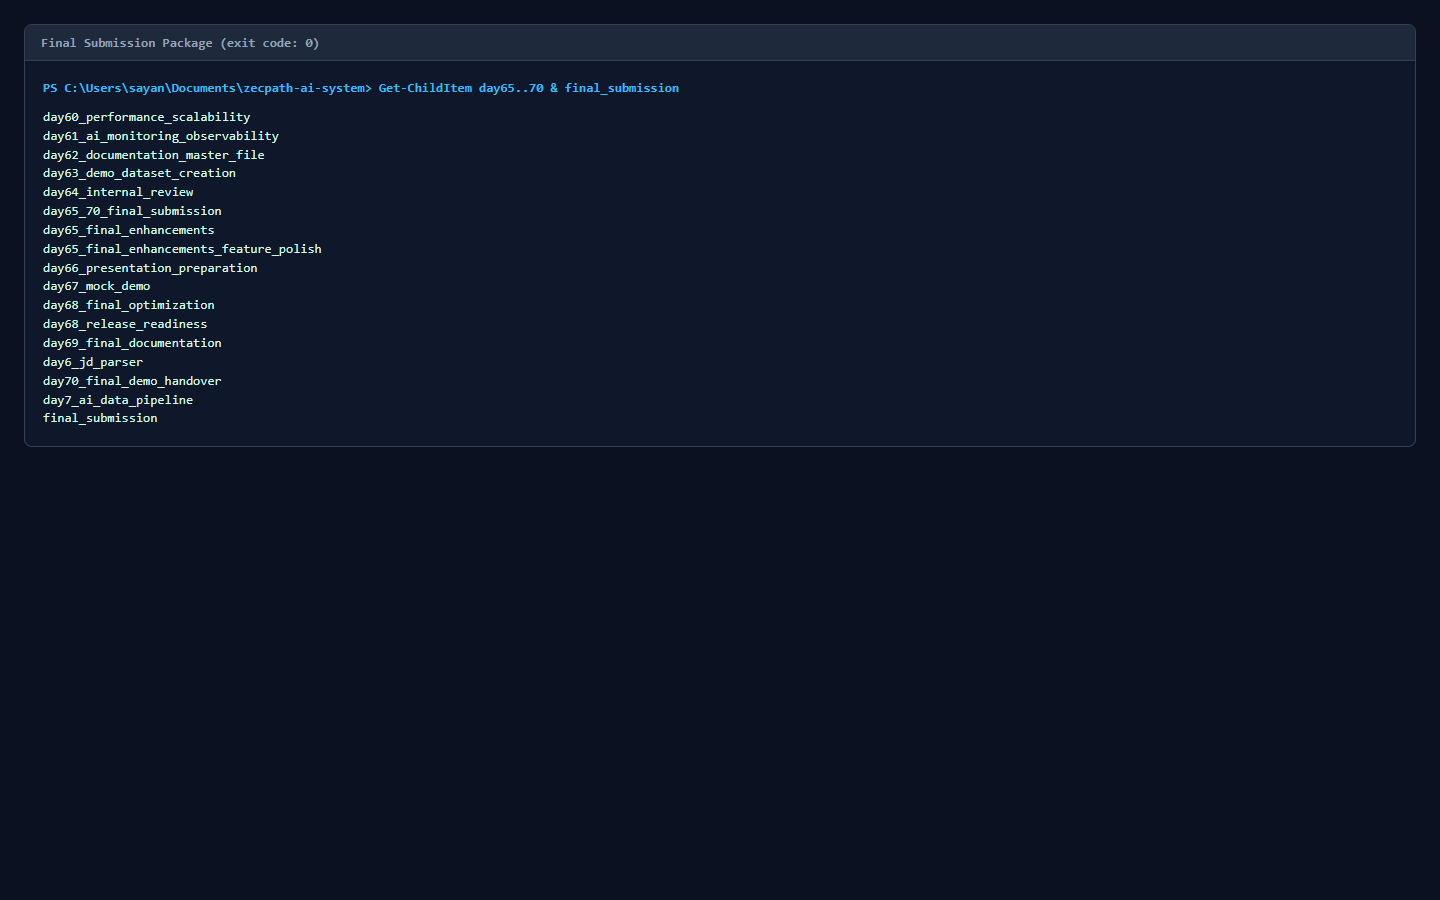 Final Submission Package (exit code: 0)
PS C:\Users\sayan\Documents\zecpath-ai-system> Get-ChildItem day65..70 & final_submission
day60_performance_scalability
day61_ai_monitoring_observability
day62_documentation_master_file
day63_demo_dataset_creation
day64_internal_review
day65_70_final_submission
day65_final_enhancements
day65_final_enhancements_feature_polish
day66_presentation_preparation
day67_mock_demo
day68_final_optimization
day68_release_readiness
day69_final_documentation
day6_jd_parser
day70_final_demo_handover
day7_ai_data_pipeline
final_submission